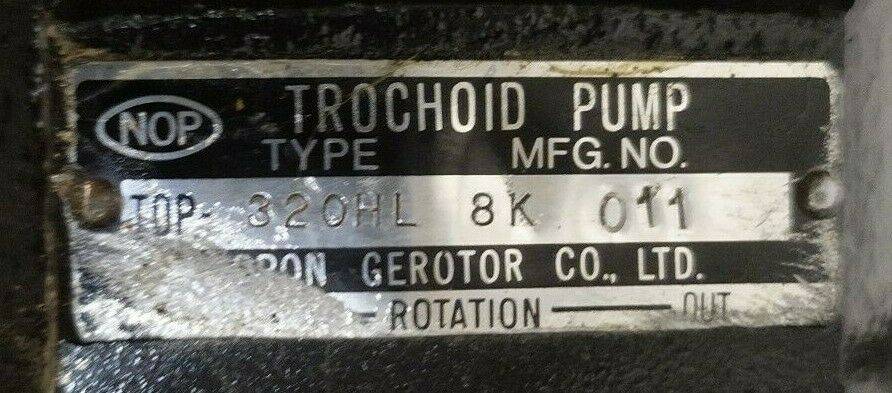 NOP TROCHOID PUMP
TYPE MFG. NO.
TOP- 320HL 8K 011
GEROTOR CO., LTD.
ROTATION OUT